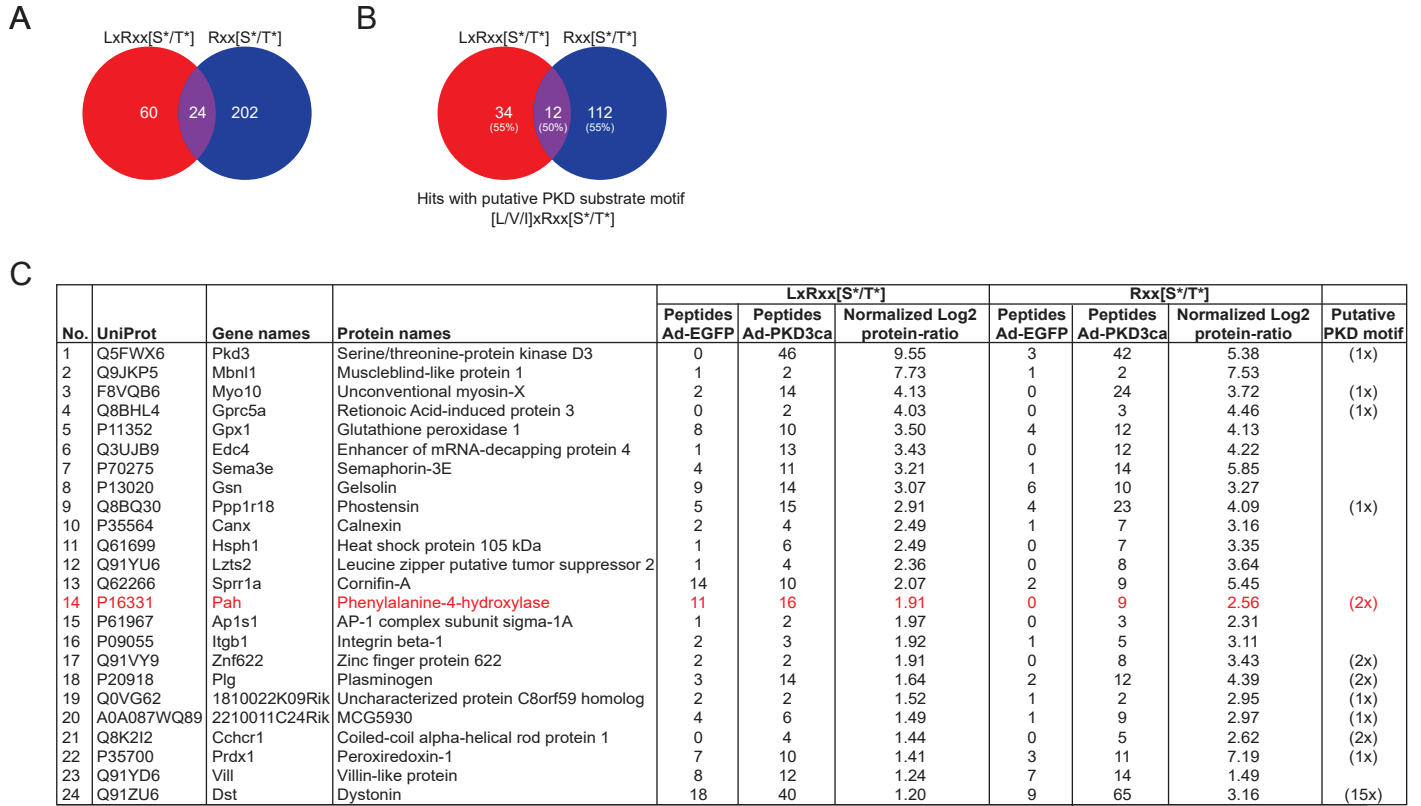 A
LxRxx[S*/T*] Rxx[S*/T*]
60 24 202
B
LxRxx[S*/T*] Rxx[S*/T*]
34 12 112
(55%) (50%) (55%)
Hits with putative PKD substrate motif
[L/V/I]xRxx[S*/T*]
C
LxRxx[S*/T*] Rxx[S*/T*]
No. UniProt Gene names Protein names Peptides Ad-EGFP Peptides Ad-PKD3ca Normalized Log2 protein-ratio Peptides Ad-EGFP Peptides Ad-PKD3ca Normalized Log2 protein-ratio Putative PKD motif
1 Q5FWX6 Pkd3 Serine/threonine-protein kinase D3 0 46 9.55 3 42 5.38 (1x)
2 Q9JKP5 Mbnl1 Muscleblind-like protein 1 1 2 7.73 1 2 7.53
3 F8VQB6 Myo10 Unconventional myosin-X 2 14 4.13 0 24 3.72 (1x)
4 Q8BHL4 Gprc5a Retionoic Acid-induced protein 3 0 2 4.03 0 3 4.46 (1x)
5 P11352 Gpx1 Glutathione peroxidase 1 8 10 3.50 4 12 4.13
6 Q3UJB9 Edc4 Enhancer of mRNA-decapping protein 4 1 13 3.43 0 12 4.22
7 P70275 Sema3e Semaphorin-3E 4 11 3.21 1 14 5.85
8 P13020 Gsn Gelsolin 9 14 3.07 6 10 3.27
9 Q8BQ30 Ppp1r18 Phostensin 5 15 2.91 4 23 4.09 (1x)
10 P35564 Canx Calnexin 2 4 2.49 1 7 3.16
11 Q61699 Hsph1 Heat shock protein 105 kDa 1 6 2.49 0 7 3.35
12 Q91YU6 Lzts2 Leucine zipper putative tumor suppressor 2 1 4 2.36 0 8 3.64
13 Q62266 Sprr1a Cornifin-A 14 10 2.07 2 9 5.45
14 P16331 Pah Phenylalanine-4-hydroxylase 11 16 1.91 0 9 2.56 (2x)
15 P61967 Ap1s1 AP-1 complex subunit sigma-1A 1 2 1.97 0 3 2.31
16 P09055 Itgb1 Integrin beta-1 2 3 1.92 1 5 3.11
17 Q91VY9 Znf622 Zinc finger protein 622 2 2 1.91 0 8 3.43 (2x)
18 P20918 Plg Plasminogen 3 14 1.64 2 12 4.39 (2x)
19 Q0VG62 1810022K09Rik Uncharacterized protein C8orf59 homolog 2 2 1.52 1 2 2.95 (1x)
20 A0A087WQ89 2210011C24Rik MCG5930 4 6 1.49 1 9 2.97 (1x)
21 Q8K2I2 Cchcr1 Coiled-coil alpha-helical rod protein 1 0 4 1.44 0 5 2.62 (2x)
22 P35700 Prdx1 Peroxiredoxin-1 7 10 1.41 3 11 7.19 (1x)
23 Q91YD6 Vill Villin-like protein 8 12 1.24 7 14 1.49
24 Q91ZU6 Dst Dystonin 18 40 1.20 9 65 3.16 (15x)